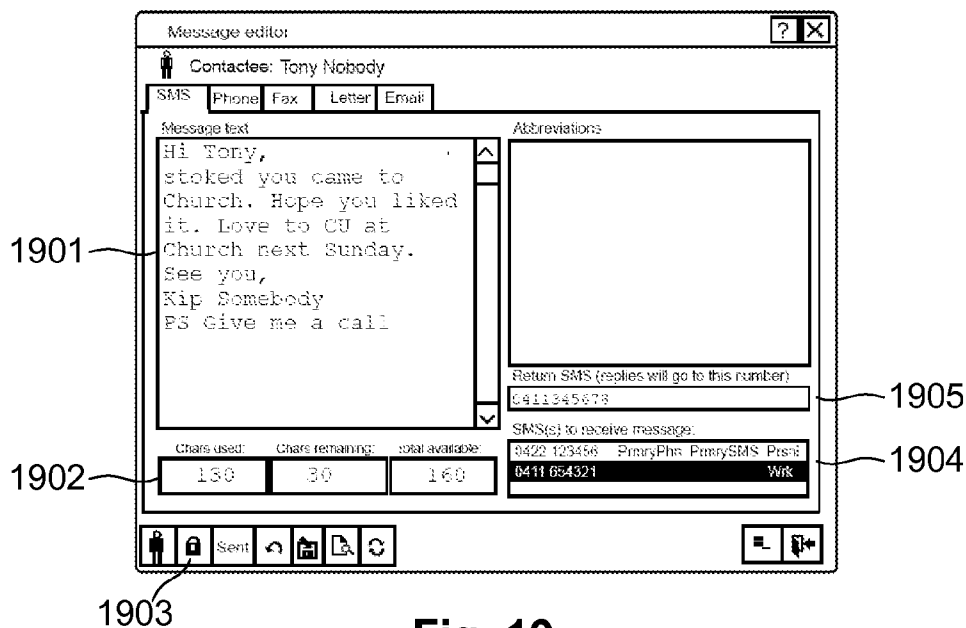 Message editor
? X
Contactee: Tony Nobody
SMS Phone Fax Letter Email
Message text
Hi Tony,
stoked you came to
Church. Hope you liked
it. Love to CU at
Church next Sunday.
See you,
Kip Somebody
PS Give me a call
Abbreviations
Return SMS (replies will go to this number)
0411345678
SMS(s) to receive message:
0422 123456 PrmryPhn PrmrySMS Prsnl
0411 654321 Wrk
Chars used: Chars remaining: total available:
130 30 160
Sent
1901
1902
1903
1905
1904
Fig. 19